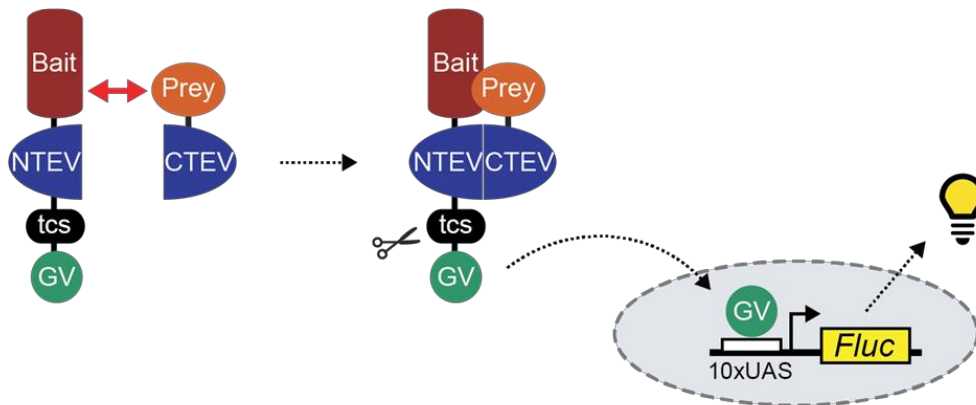 Bait
Prey
NTEV
CTEV
tcs
GV
Bait
Prey
NTEV
CTEV
tcs
GV
GV
Fluc
10xUAS